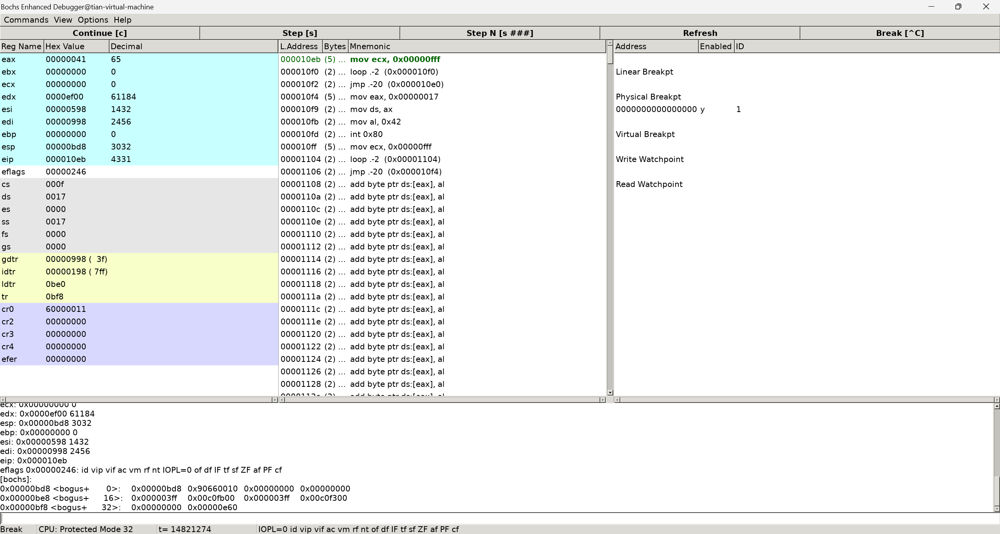 Bochs Enhanced Debugger@tian-virtual-machine
Commands View Options Help
Continue [c] Step [s] Step N [s ###] Refresh Break [^C]
Reg Name Hex Value Decimal
eax 00000041 65
ebx 00000000 0
ecx 00000000 0
edx 0000ef00 61184
esi 00000598 1432
edi 00000998 2456
ebp 00000000 0
esp 00000bd8 3032
eip 000010eb 4331
eflags 00000246
cs 000f
ds 0017
es 0000
ss 0017
fs 0000
gs 0000
gdtr 00000998 ( 3f)
idtr 00000198 ( 7ff)
ldtr 0be0
tr 0bf8
cr0 60000011
cr2 00000000
cr3 00000000
cr4 00000000
efer 00000000
L.Address Bytes Mnemonic
000010eb (5) ... mov ecx, 0x00000fff
000010f0 (2) ... loop .-2 (0x000010f0)
000010f2 (2) ... jmp .-20 (0x000010e0)
000010f4 (5) ... mov eax, 0x00000017
000010f9 (2) ... mov ds, ax
000010fb (2) ... mov al, 0x42
000010fd (2) ... int 0x80
000010ff (5) ... mov ecx, 0x00000fff
00001104 (2) ... loop .-2 (0x00001104)
00001106 (2) ... jmp .-20 (0x000010f4)
00001108 (2) ... add byte ptr ds:[eax], al
0000110a (2) ... add byte ptr ds:[eax], al
0000110c (2) ... add byte ptr ds:[eax], al
0000110e (2) ... add byte ptr ds:[eax], al
00001110 (2) ... add byte ptr ds:[eax], al
00001112 (2) ... add byte ptr ds:[eax], al
00001114 (2) ... add byte ptr ds:[eax], al
00001116 (2) ... add byte ptr ds:[eax], al
00001118 (2) ... add byte ptr ds:[eax], al
0000111a (2) ... add byte ptr ds:[eax], al
0000111c (2) ... add byte ptr ds:[eax], al
0000111e (2) ... add byte ptr ds:[eax], al
00001120 (2) ... add byte ptr ds:[eax], al
00001122 (2) ... add byte ptr ds:[eax], al
00001124 (2) ... add byte ptr ds:[eax], al
00001126 (2) ... add byte ptr ds:[eax], al
00001128 (2) ... add byte ptr ds:[eax], al
Address Enabled ID
Linear Breakpt
Physical Breakpt
0000000000000000 y 1
Virtual Breakpt
Write Watchpoint
Read Watchpoint
ecx: 0x00000000 0
edx: 0x0000ef00 61184
esp: 0x00000bd8 3032
ebp: 0x00000000 0
esi: 0x00000598 1432
edi: 0x00000998 2456
eip: 0x000010eb
eflags 0x00000246: id vip vif ac vm rf nt IOPL=0 of df IF tf sf ZF af PF cf
[bochs]:
0x00000bd8 <bogus+ 0>: 0x00000bd8 0x90660010 0x00000000 0x00000000
0x00000be8 <bogus+ 16>: 0x000003ff 0x00c0fb00 0x000003ff 0x00c0f300
0x00000bf8 <bogus+ 32>: 0x00000000 0x00000e60
Break CPU: Protected Mode 32 t= 14821274 IOPL=0 id vip vif ac vm rf nt of df IF tf sf ZF af PF cf